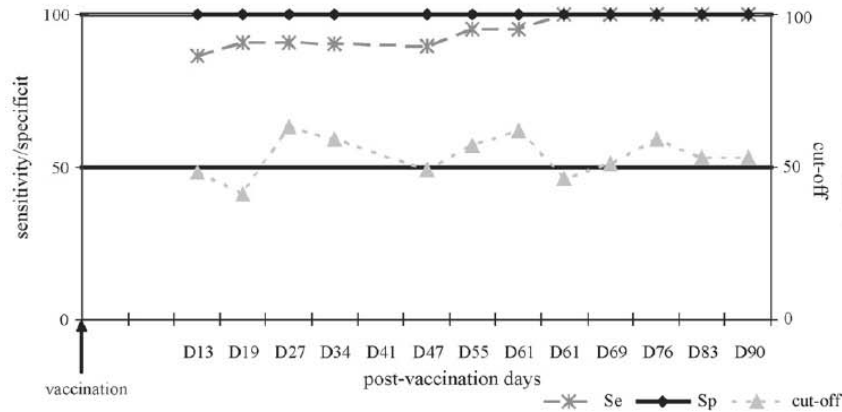 100
100
sensitivity/specificit
50
50
cut-off
0
0
D13 D19 D27 D34 D41 D47 D55 D61 D61 D69 D76 D83 D90
vaccination
post-vaccination days
Se Sp cut-off